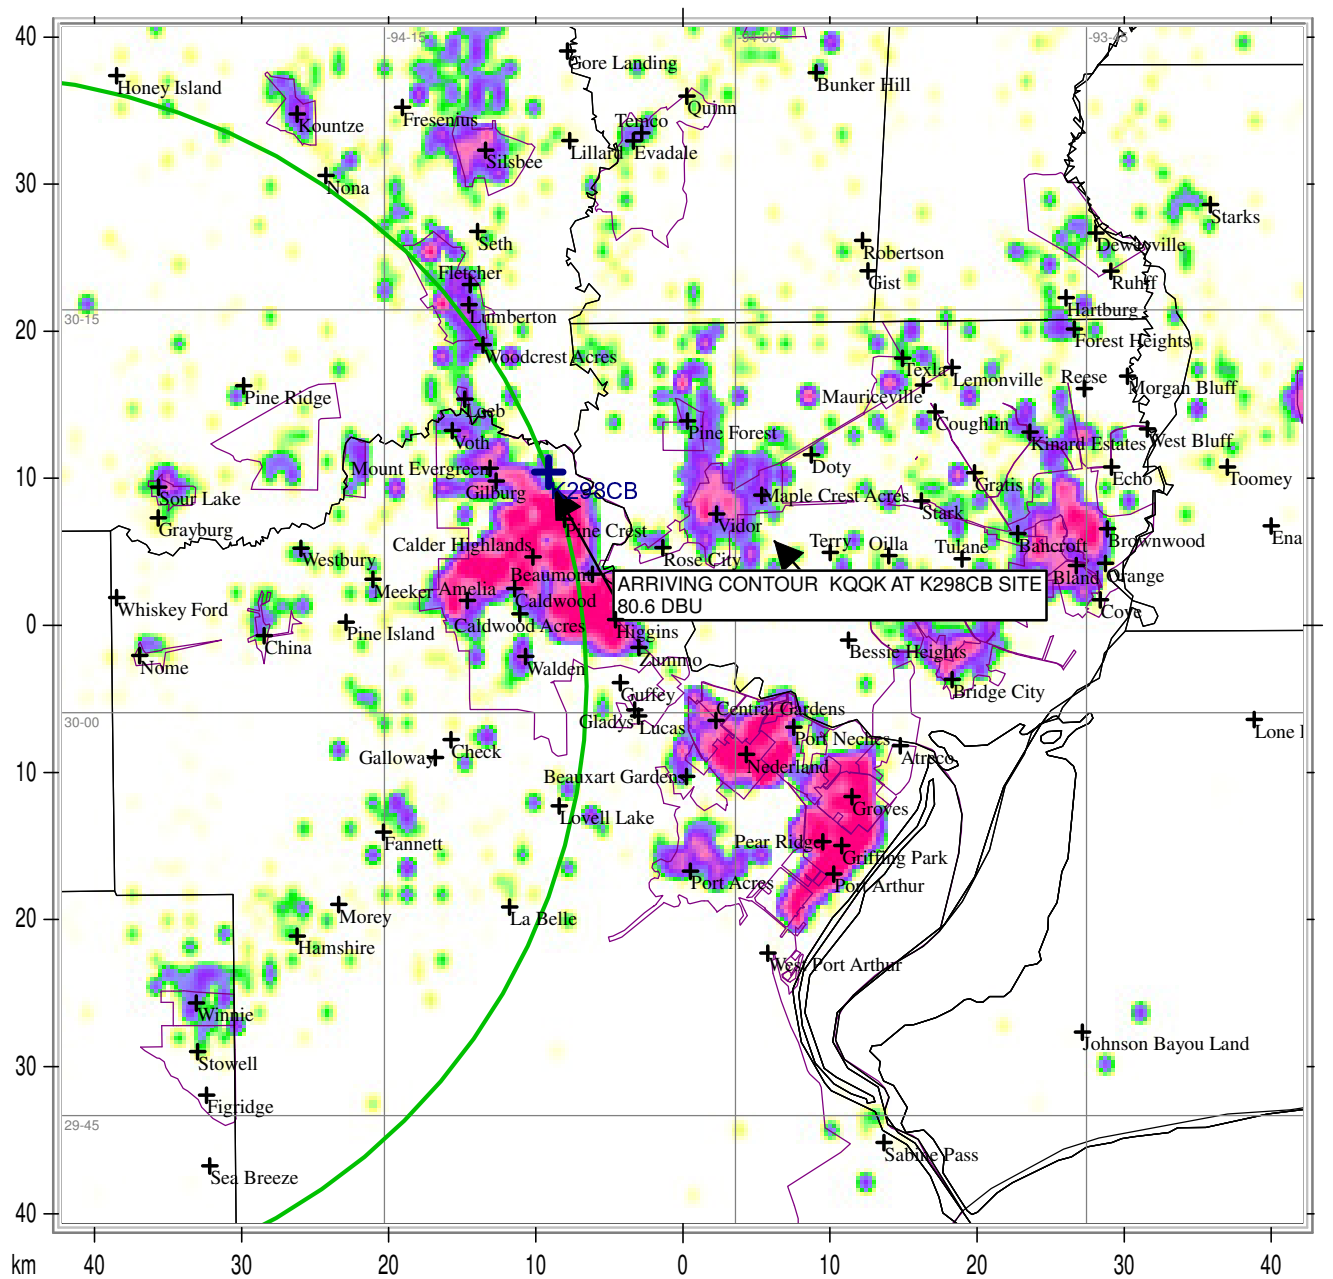 40
-94-15
-94-00
-93-45
Gore Landing
Honey Island
Bunker Hill
Quinn
Fresenius
Temco
Kountze
Lillard
Evadale
Silsbee
30
Nona
Starks
Seth
Deweyville
Robertson
Fletcher
Gist
Ruliff
Hartburg
Lumberton
30-15
20
Forest Heights
Woodcrest Acres
Texla
Lemonville
Reese
Morgan Bluff
Pine Ridge
Mauriceville
Loeb
Coughlin
Pine Forest
Voth
Kinard Estates
West Bluff
Mount Evergreen
Doty
10
Gratis
Echo
Toomey
Gilburg
K298CB
Sour Lake
Maple Crest Acres
Stark
Vidor
Grayburg
Pine Crest
Ena
Calder Highlands
Terry
Oilla
Tulane
Bancroft
Brownwood
Westbury
Rose City
Beaumont
Bland
Orange
ARRIVING CONTOUR KQQK AT K298CB SITE
80.6 DBU
Meeker
Amelia
Caldwood
Whiskey Ford
Cove
0
Caldwood Acres
Pine Island
Higgins
China
Bessie Heights
Nome
Walden
Zummo
Guffey
Bridge City
Central Gardens
30-00
Gladys
Lucas
Port Neches
Lone
Check
Galloway
Atreco
Nederland
10
Beauxart Gardens
Groves
Lovell Lake
Fannett
Pear Ridge
Griffing Park
Port Acres
Port Arthur
20
Morey
La Belle
Hamshire
West Port Arthur
Winnie
Johnson Bayou Land
Stowell
30
Figridge
29-45
Sabine Pass
Sea Breeze
40
km
40
30
20
10
0
10
20
30
40